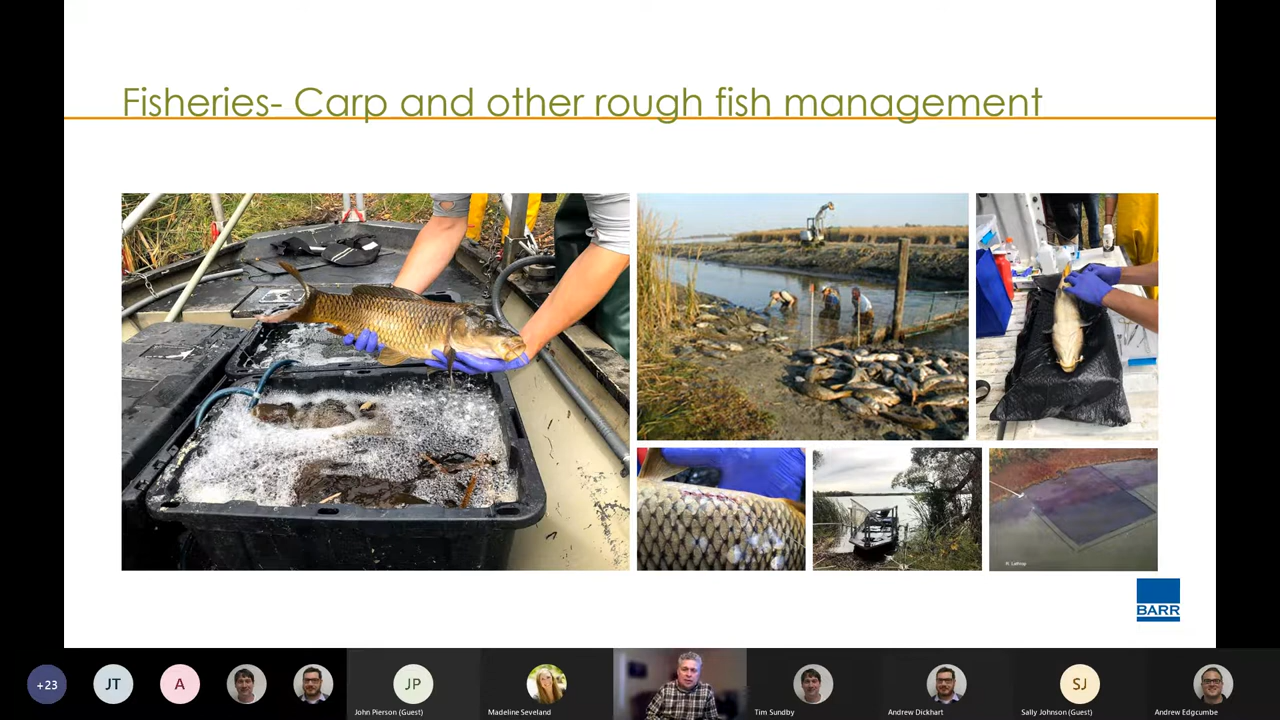 Fisheries- Carp and other rough fish management
R. Lathrop
BARR
+23
JT
A
JP
SJ
John Pierson (Guest)
Madeline Seveland
Tim Sundby
Andrew Dickhart
Sally Johnson (Guest)
Andrew Edgcumbe